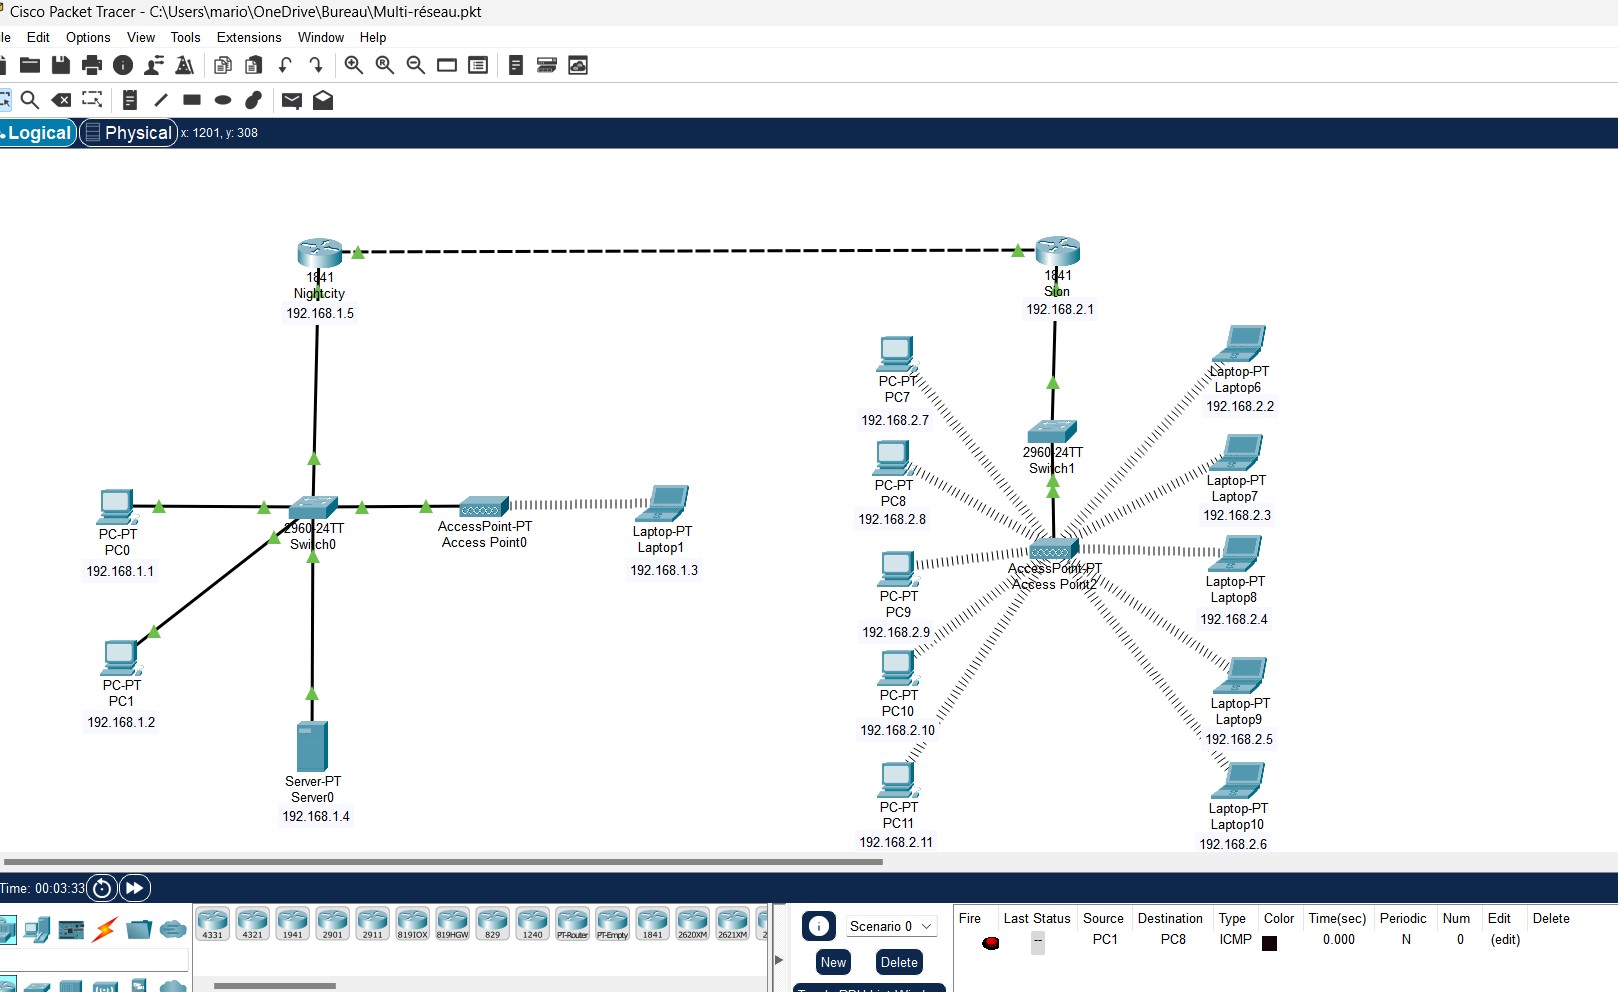 Cisco Packet Tracer - C:\Users\mario\OneDrive\Bureau\Multi-réseau.pkt
le Edit Options View Tools Extensions Window Help
Logical Physical x: 1201, y: 308
1841
Nightcity
192.168.1.5
1841
Sion
192.168.2.1
PC-PT
PC7
192.168.2.7
Laptop-PT
Laptop6
192.168.2.2
2960-24TT
Switch1
PC-PT
PC8
192.168.2.8
Laptop-PT
Laptop7
192.168.2.3
PC-PT
PC0
192.168.1.1
2960-24TT
Switch0
AccessPoint-PT
Access Point0
Laptop-PT
Laptop1
192.168.1.3
AccessPoint-PT
Access Point2
PC-PT
PC9
192.168.2.9
Laptop-PT
Laptop8
192.168.2.4
PC-PT
PC1
192.168.1.2
PC-PT
PC10
192.168.2.10
Laptop-PT
Laptop9
192.168.2.5
Server-PT
Server0
192.168.1.4
PC-PT
PC11
192.168.2.11
Laptop-PT
Laptop10
192.168.2.6
Time: 00:03:33
4331 4321 1941 2901 2911 819IOX 819HGW 829 1240 PT-Router PT-Empty 1841 2620XM 2621XM 2
Scenario 0
New Delete
Fire Last Status Source Destination Type Color Time(sec) Periodic Num Edit Delete
-- PC1 PC8 ICMP 0.000 N 0 (edit)